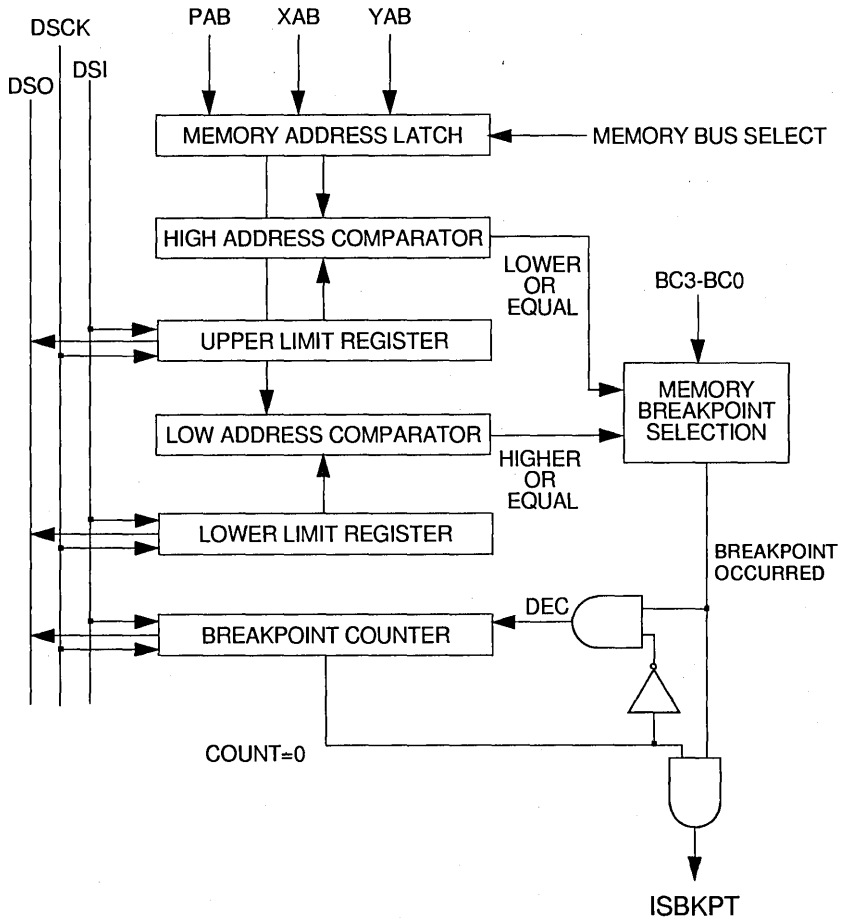 PAB
XAB
YAB
DSCK
DSI
DSO
MEMORY ADDRESS LATCH
MEMORY BUS SELECT
HIGH ADDRESS COMPARATOR
LOWER
OR
EQUAL
BC3-BC0
UPPER LIMIT REGISTER
MEMORY
BREAKPOINT
SELECTION
LOW ADDRESS COMPARATOR
HIGHER
OR
EQUAL
LOWER LIMIT REGISTER
BREAKPOINT
OCCURRED
DEC
BREAKPOINT COUNTER
COUNT=0
ISBKPT